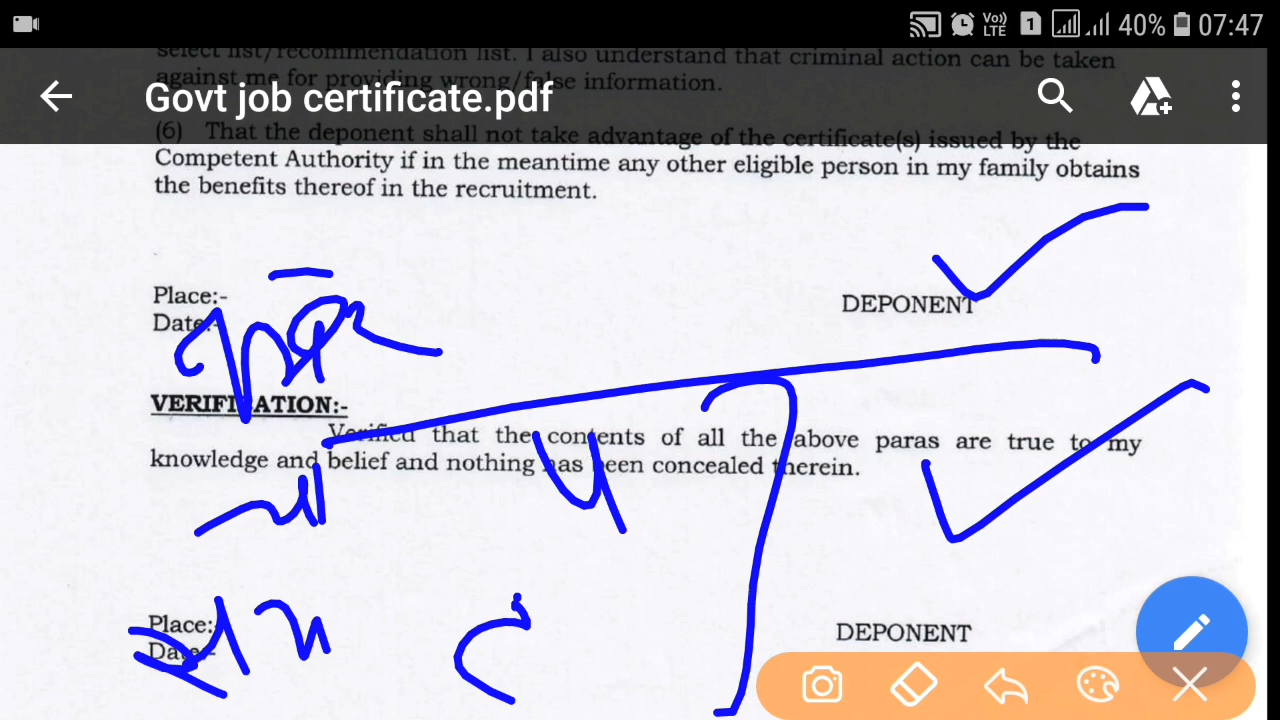 Vo)) LTE 1 40% 07:47
select list/recommendation list. I also understand that criminal action can be taken
against me for providing wrong/false information.
Govt job certificate.pdf
(6) That the deponent shall not take advantage of the certificate(s) issued by the
Competent Authority if in the meantime any other eligible person in my family obtains
the benefits thereof in the recruitment.
Place:-
DEPONENT
Date:-
VERIFICATION:-
Verified that the contents of all the above paras are true to my
knowledge and belief and nothing has been concealed therein.
Place:-
DEPONENT
Date:-